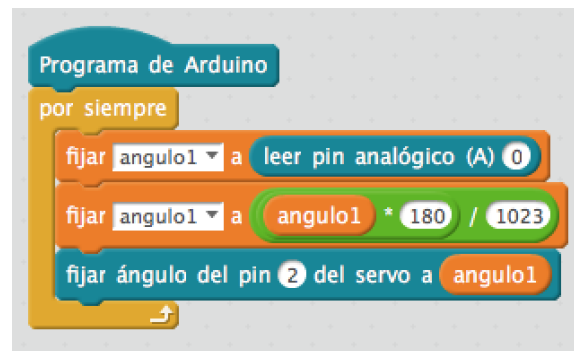 Programa de Arduino
por siempre
fijar angulo1 a leer pin analógico (A) 0
fijar angulo1 a angulo1 * 180 / 1023
fijar ángulo del pin 2 del servo a angulo1